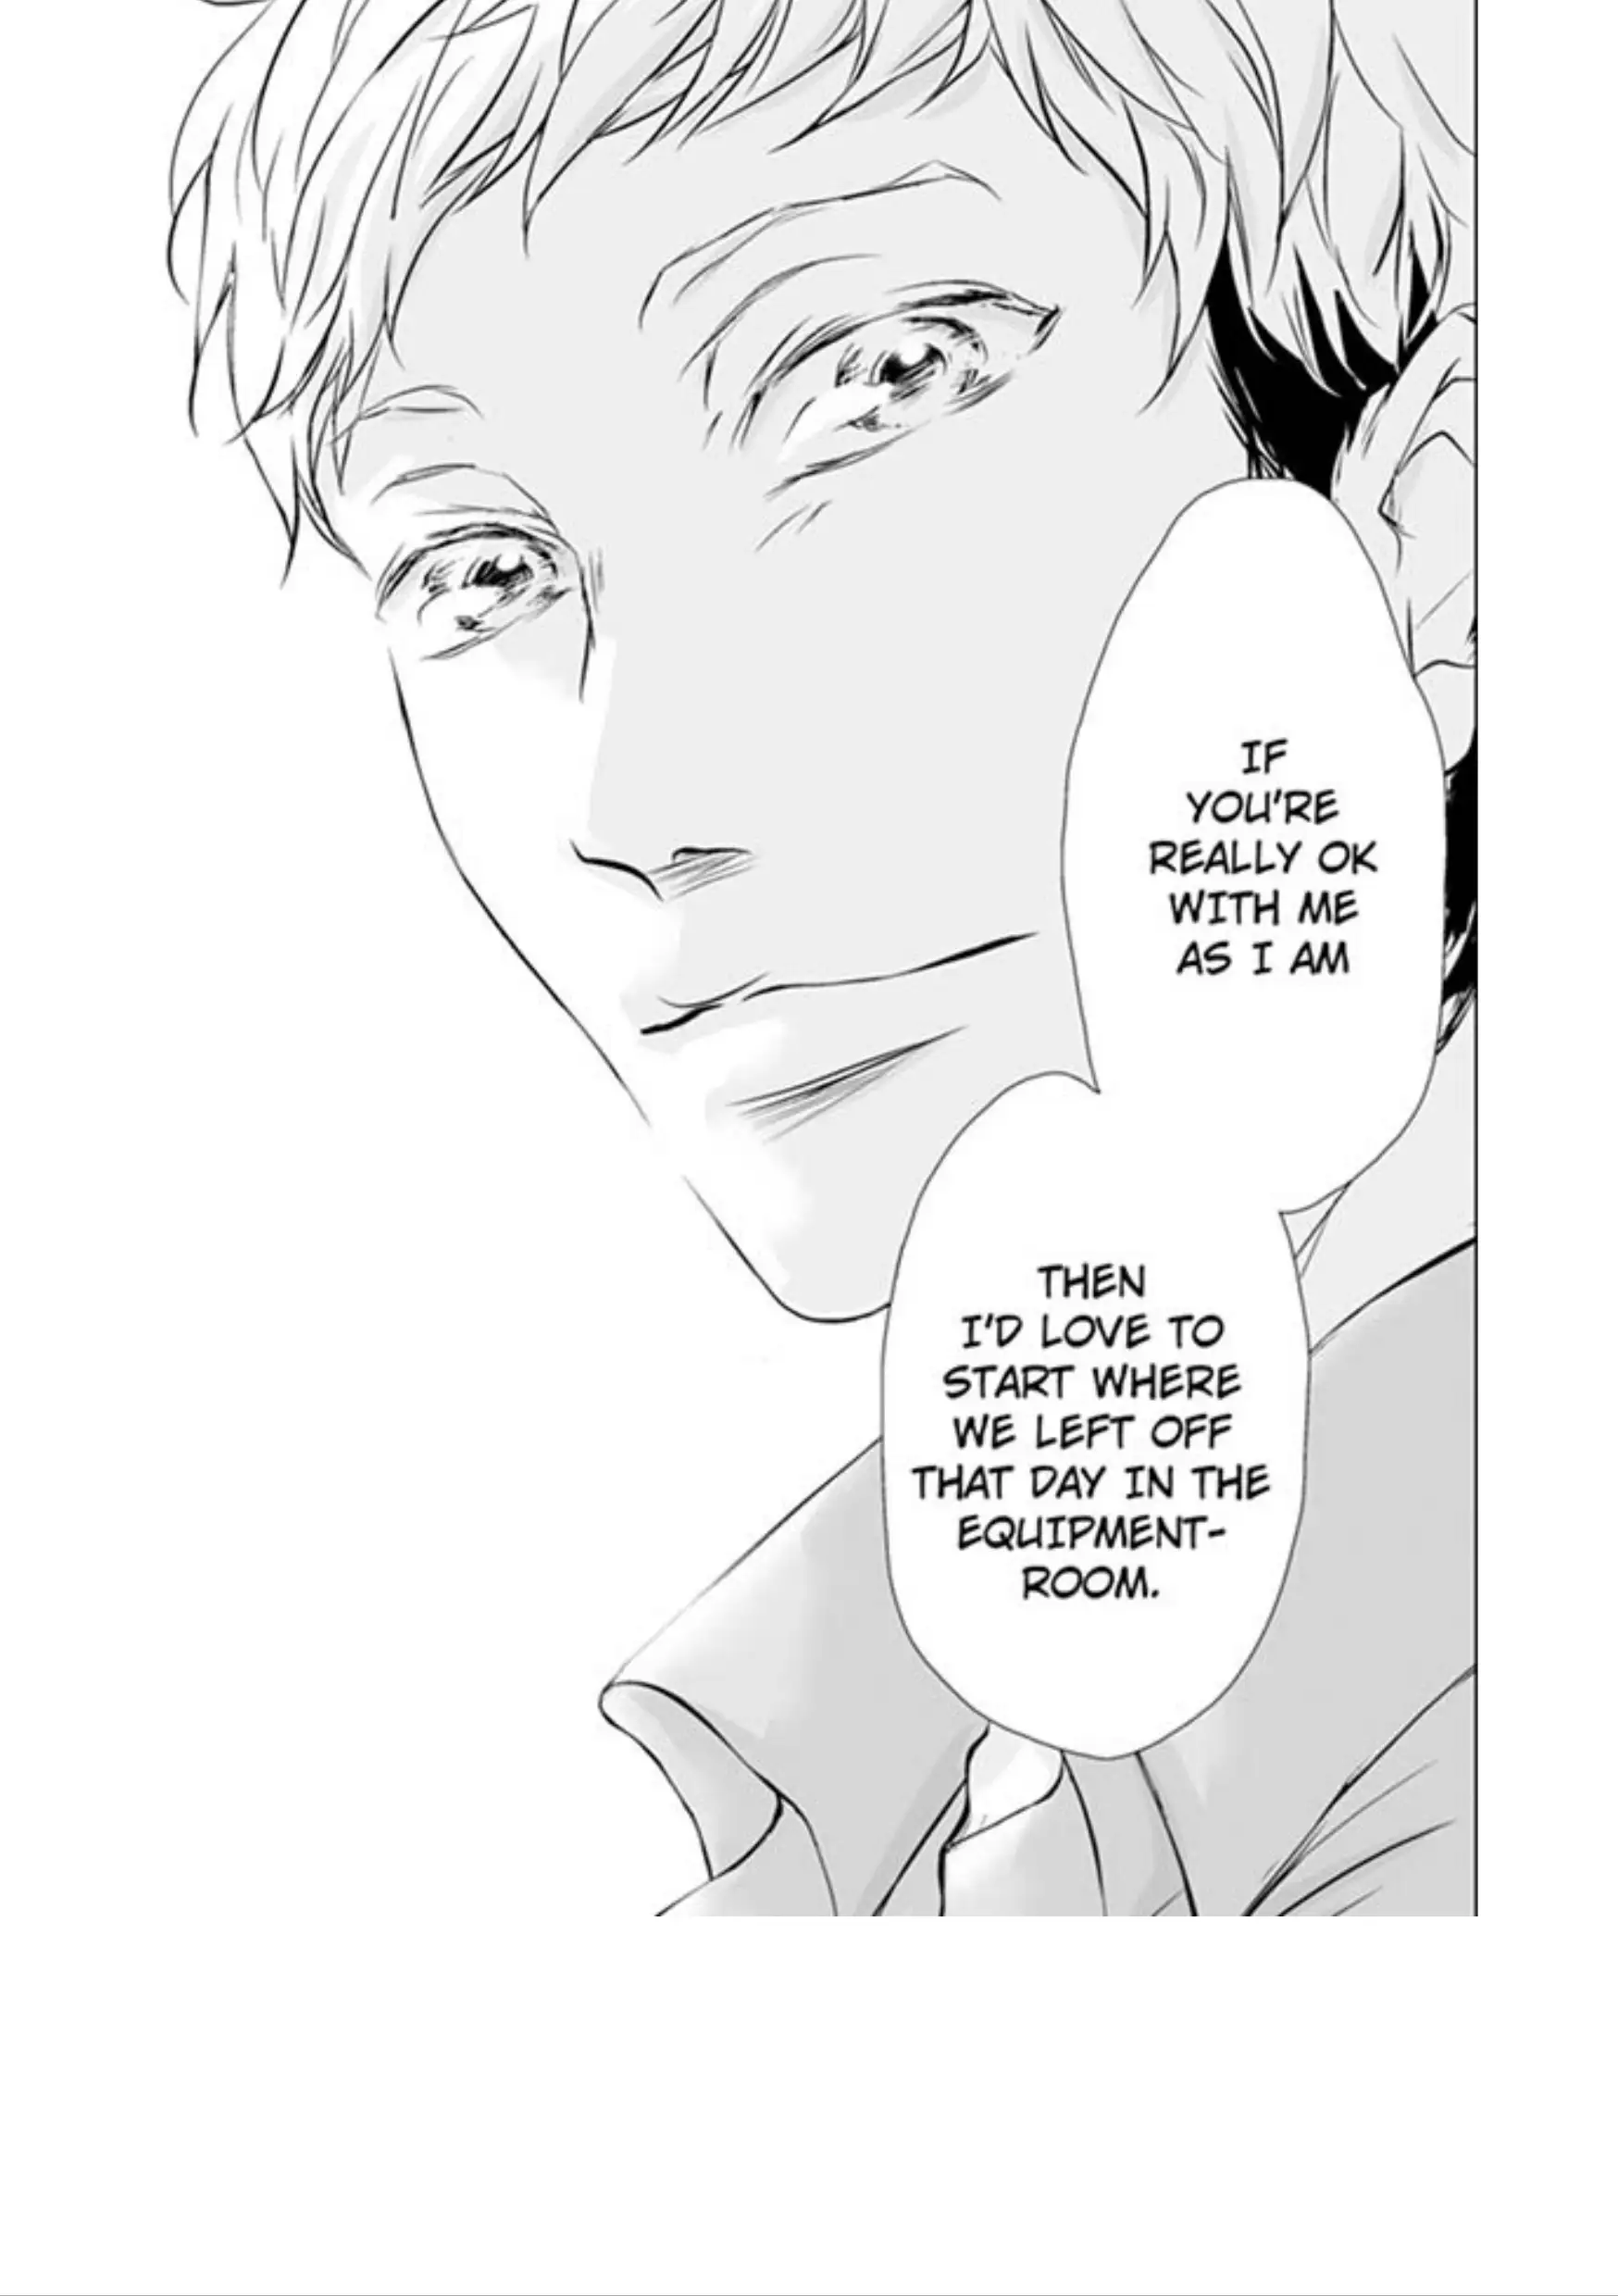 IF
YOU'RE
REALLY OK
WITH ME
AS I AM
THEN
I'D LOVE TO
START WHERE
WE LEFT OFF
THAT DAY IN THE
EQUIPMENT-
ROOM.